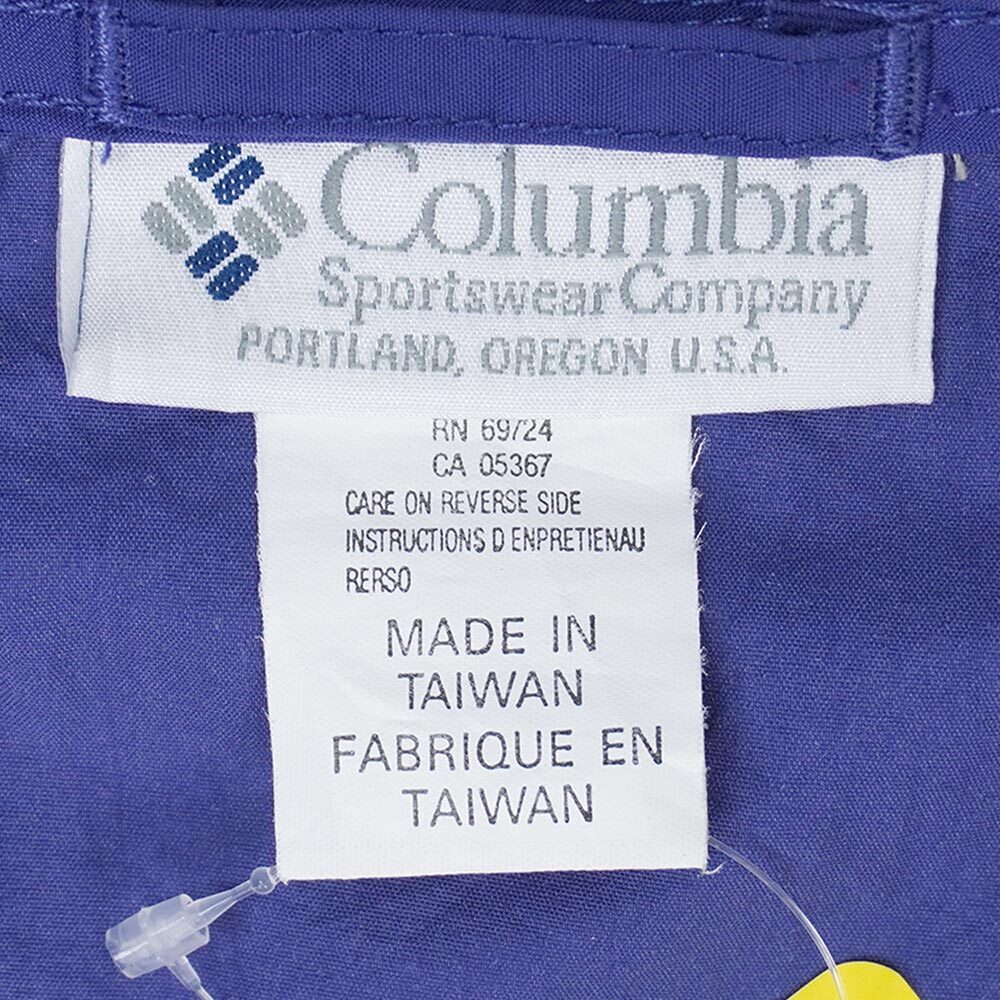 Columbia
Sportswear Company
PORTLAND, OREGON U.S.A.
RN 69724
CA 05367
CARE ON REVERSE SIDE
INSTRUCTIONS D ENPRETIENAU
RERSO
MADE IN
TAIWAN
FABRIQUE EN
TAIWAN